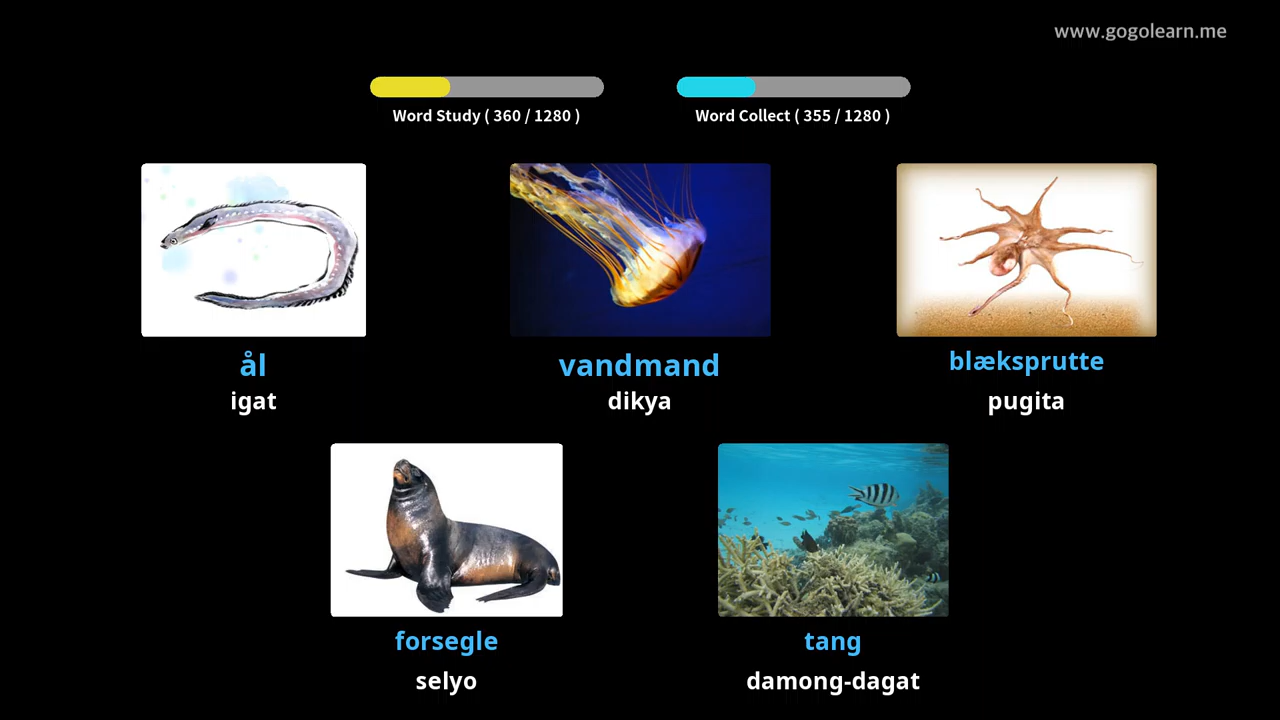 www.gogolearn.me
Word Study ( 360 / 1280 )
Word Collect ( 355 / 1280 )
ål
igat
vandmand
dikya
blæksprutte
pugita
forsegle
selyo
tang
damong-dagat